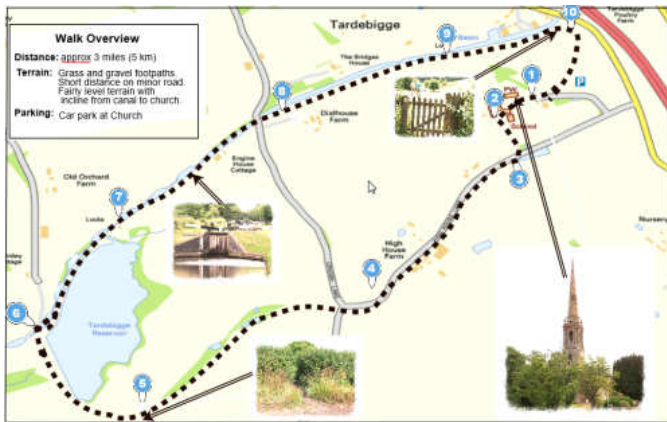 Walk Overview
Distance: approx 3 miles (5 km)
Terrain: Grass and gravel footpaths.
Short distance on minor road.
Fairly level terrain with
incline from canal to church.
Parking: Car park at Church
Tardebigge
Tardebigge
Poultry
Farm
10
9
The Bridges
House
8
Dialhouse
Farm
1
2
P
PW
School
3
Engine
House
Cottage
Old Orchard
Farm
7
Locks
High
House
Farm
4
Nursery
6
Tardebigge
Reservoir
5